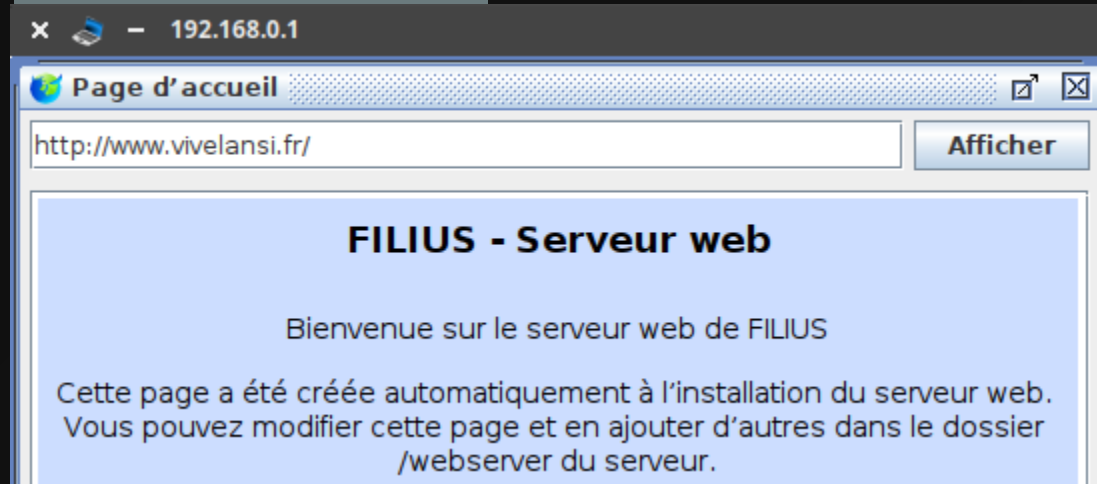 192.168.0.1
Page d'accueil
http://www.vivelansi.fr/
Afficher
FILIUS - Serveur web
Bienvenue sur le serveur web de FILIUS
Cette page a été créée automatiquement à l'installation du serveur web.
Vous pouvez modifier cette page et en ajouter d'autres dans le dossier
/webserver du serveur.